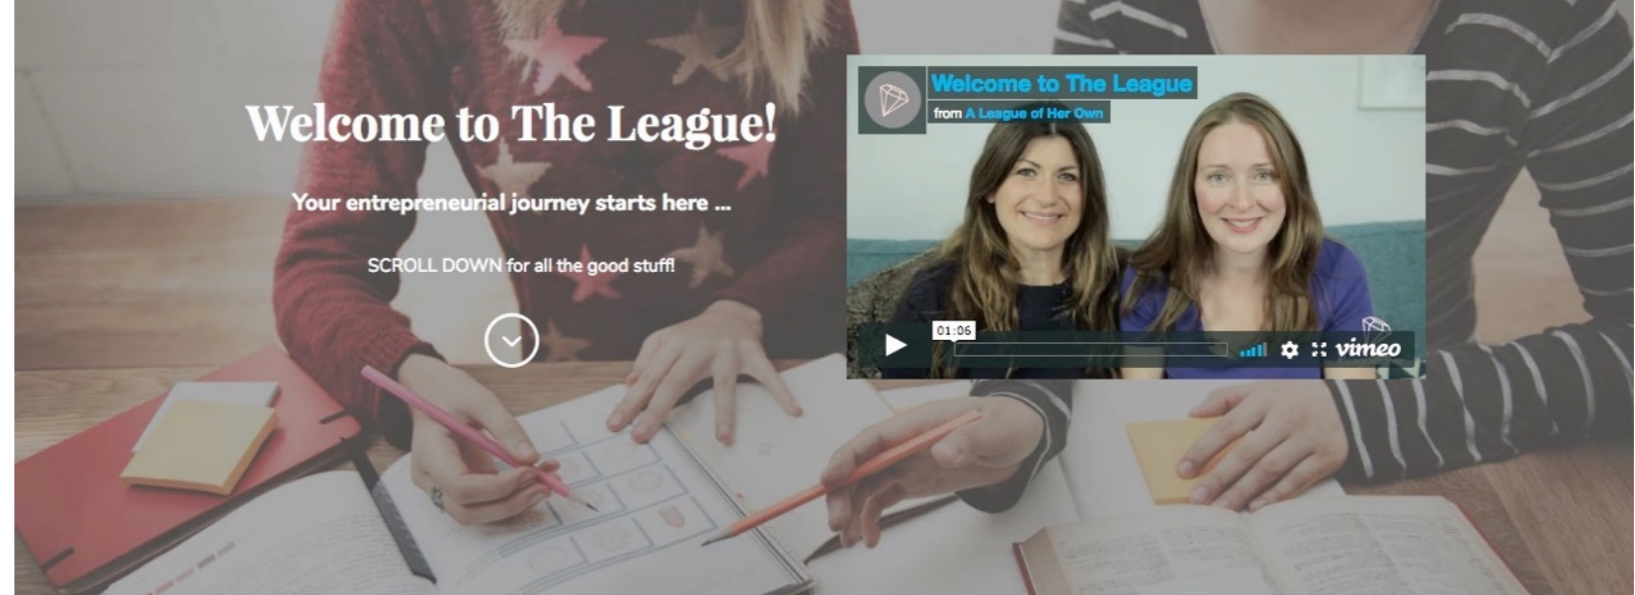 Welcome to The League!
Your entrepreneurial journey starts here ...
SCROLL DOWN for all the good stuff!
Welcome to The League
from A League of Her Own
01:06
vimeo